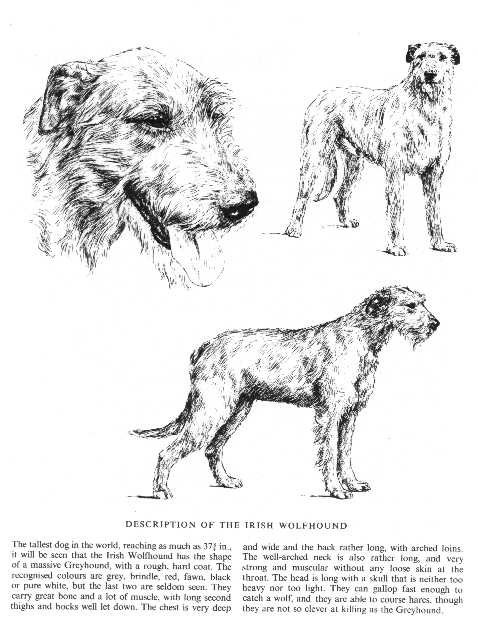 DESCRIPTION OF THE IRISH WOLFHOUND
The tallest dog in the world, reaching as much as 37½ in.,
it will be seen that the Irish Wolfhound has the shape
of a massive Greyhound, with a rough, hard coat. The
recognised colours are grey, brindle, red, fawn, black
or pure white, but the last two are seldom seen. They
carry great bone and a lot of muscle, with long second
thighs and hocks well let down. The chest is very deep
and wide and the back rather long, with arched loins.
The well-arched neck is also rather long, and very
strong and muscular without any loose skin at the
throat. The head is long with a skull that is neither too
heavy nor too light. They can gallop fast enough to
catch a wolf, and they are able to course hares, though
they are not so clever at killing as the Greyhound.